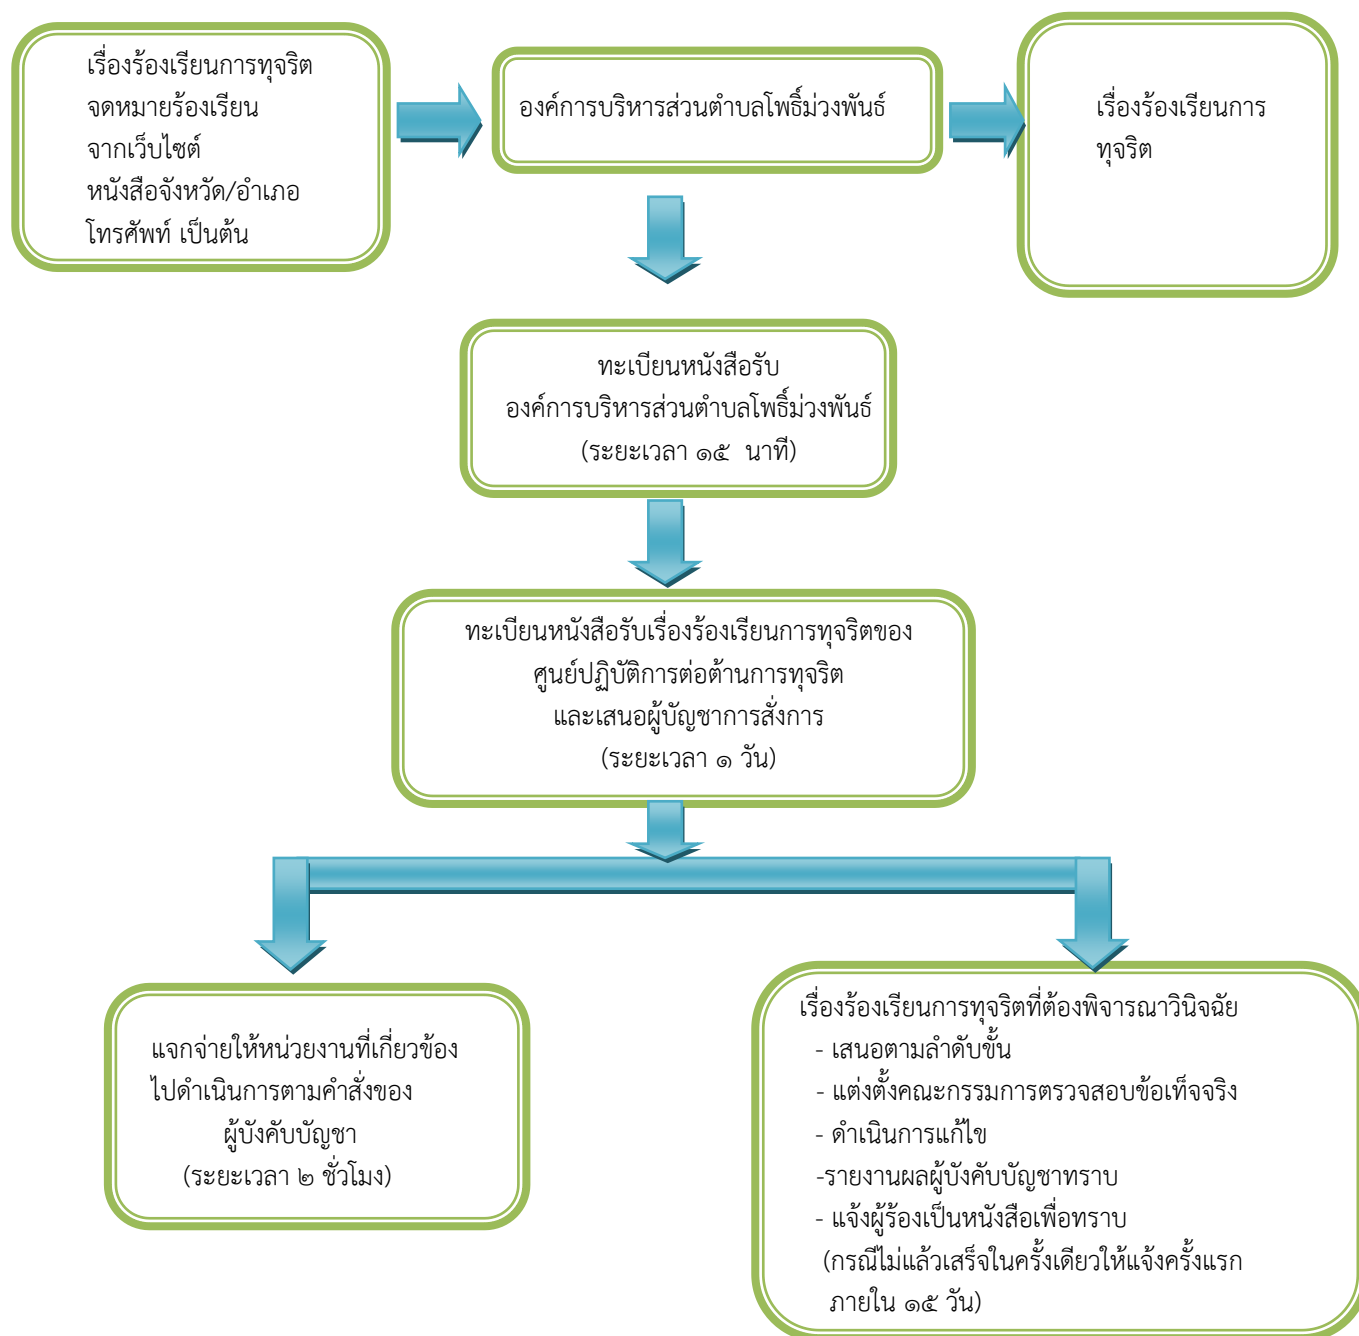 เรื่องร้องเรียนการทุจริต
จดหมายร้องเรียน
จากเว็บไซต์
หนังสือจังหวัด/อำเภอ
โทรศัพท์ เป็นต้น
องค์การบริหารส่วนตำบลโพธิ์ม่วงพันธ์
เรื่องร้องเรียนการ
ทุจริต
ทะเบียนหนังสือรับ
องค์การบริหารส่วนตำบลโพธิ์ม่วงพันธ์
(ระยะเวลา ๑๕ นาที)
ทะเบียนหนังสือรับเรื่องร้องเรียนการทุจริตของ
ศูนย์ปฏิบัติการต่อต้านการทุจริต
และเสนอผู้บัญชาการสั่งการ
(ระยะเวลา ๑ วัน)
แจกจ่ายให้หน่วยงานที่เกี่ยวข้อง
ไปดำเนินการตามคำสั่งของ
ผู้บังคับบัญชา
(ระยะเวลา ๒ ชั่วโมง)
เรื่องร้องเรียนการทุจริตที่ต้องพิจารณาวินิจฉัย
- เสนอตามลำดับขั้น
- แต่งตั้งคณะกรรมการตรวจสอบข้อเท็จจริง
- ดำเนินการแก้ไข
-รายงานผลผู้บังคับบัญชาทราบ
- แจ้งผู้ร้องเป็นหนังสือเพื่อทราบ
(กรณีไม่แล้วเสร็จในครั้งเดียวให้แจ้งครั้งแรก
ภายใน ๑๕ วัน)